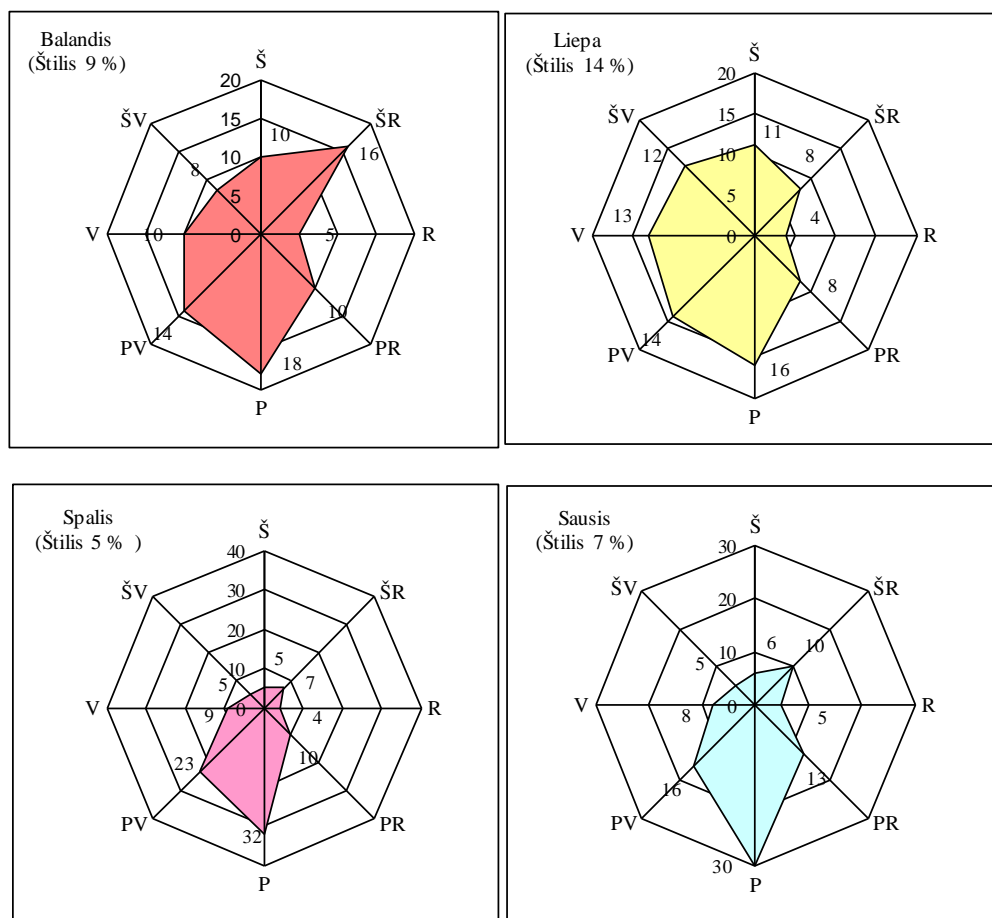 Balandis
(Štilis 9 %)
Š
20
ŠV
ŠR
15
10
16
10
8
5
V
10
0
5
R
14
10
PV
18
PR
P
Liepa
(Štilis 14 %)
Š
20
ŠV
ŠR
15
11
12
10
8
5
13
4
V
0
R
8
14
PV
16
PR
P
Spalis
(Štilis 5 % )
Š
40
ŠV
ŠR
30
20
10
5
5
7
V
9
0
4
R
23
10
PV
32
PR
P
Sausis
(Štilis 7 %)
Š
30
ŠV
ŠR
20
10
6
10
5
V
8
0
5
R
16
13
PV
PR
30
P